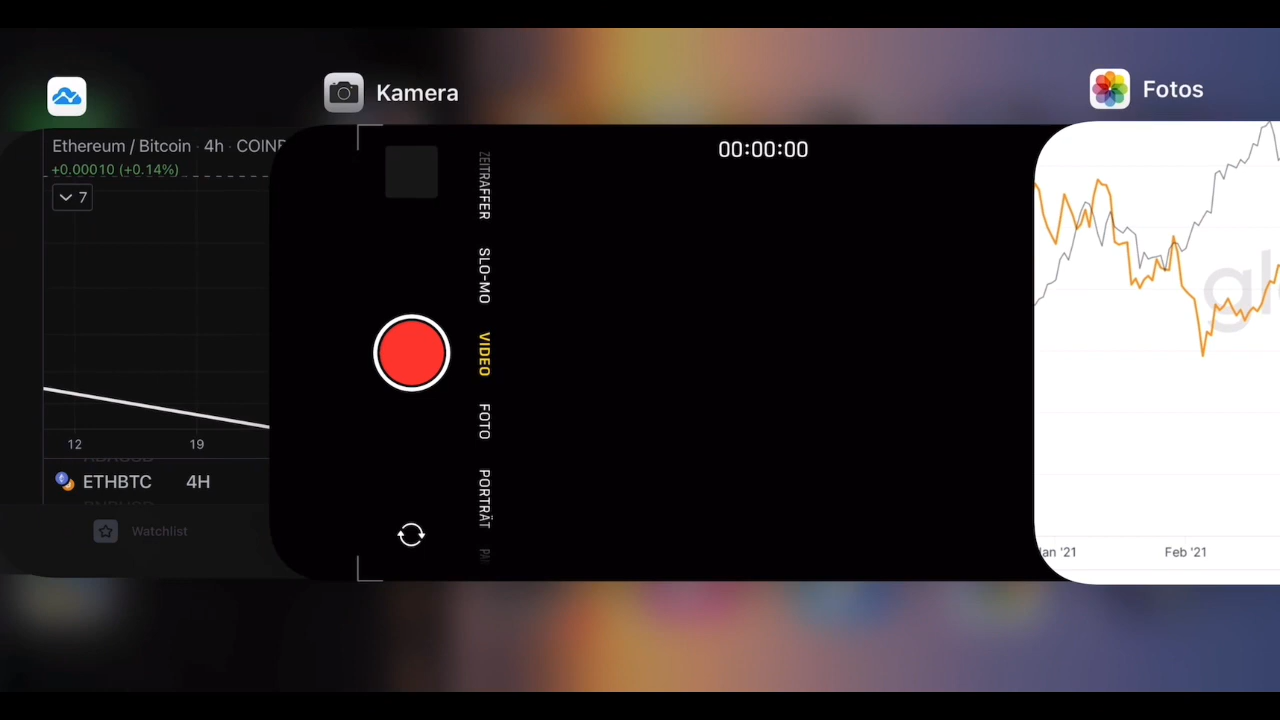 Kamera
Fotos
Ethereum / Bitcoin · 4h · COINB
+0.00010 (+0.14%)
7
12
19
ETHBTC 4H
Watchlist
00:00:00
ZEITRAFFER
SLO-MO
VIDEO
FOTO
PORTRÄT
gl
Jan '21
Feb '21